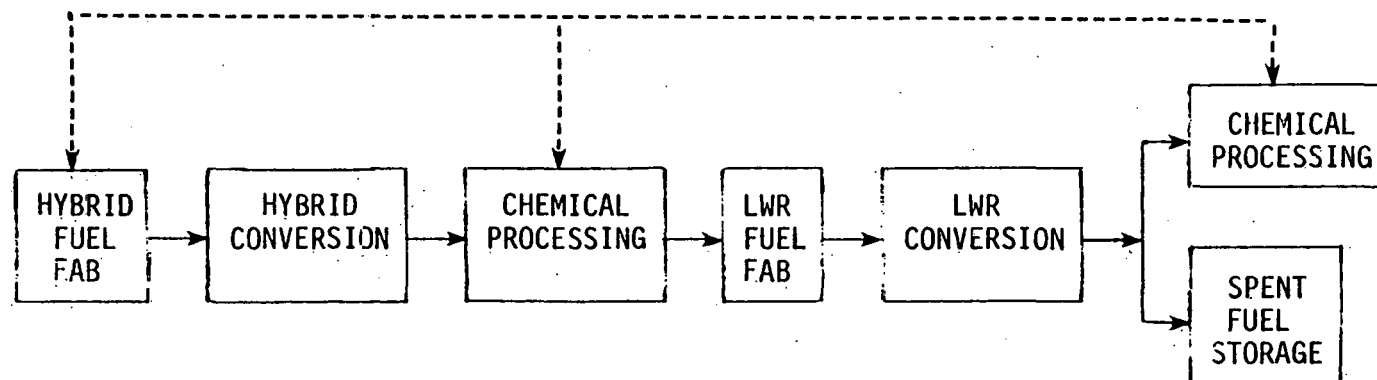 HYBRID
FUEL
FAB
HYBRID
CONVERSION
CHEMICAL
PROCESSING
LWR
FUEL
FAB
LWR
CONVERSION
CHEMICAL
PROCESSING
SPENT
FUEL
STORAGE